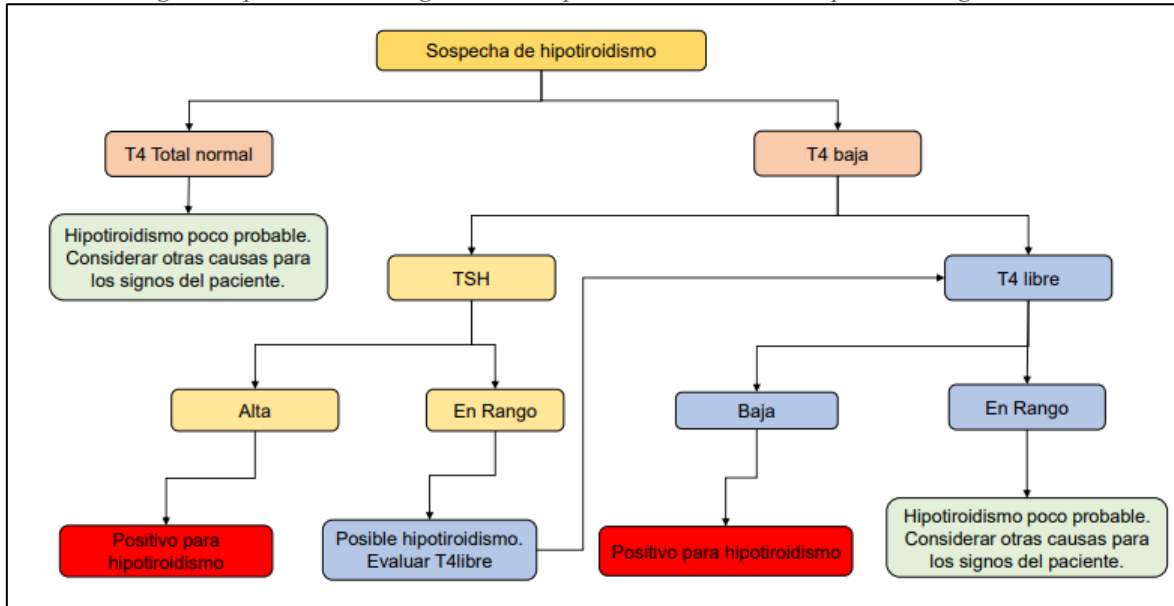 Sospecha de hipotiroidismo
T4 Total normal
T4 baja
Hipotiroidismo poco probable.
Considerar otras causas para
los signos del paciente.
TSH
T4 libre
Alta
En Rango
Baja
En Rango
Positivo para
hipotiroidismo
Posible hipotiroidismo.
Evaluar T4libre
Positivo para hipotiroidismo
Hipotiroidismo poco probable.
Considerar otras causas para
los signos del paciente.